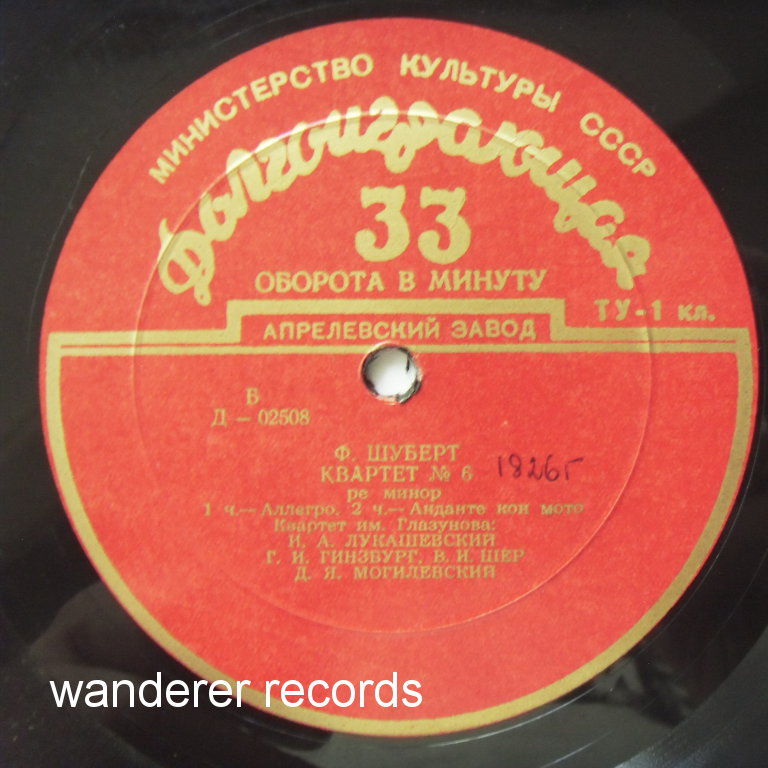 МИНИСТЕРСТВО КУЛЬТУРЫ СССР
Долгоиграющая
33
ОБОРОТА В МИНУТУ
ТУ-1 кл.
АПРЕЛЕВСКИЙ ЗАВОД
Б
Д — 02508
Ф. ШУБЕРТ
КВАРТЕТ № 6 1826г
ре минор
1 ч.— Аллегро. 2 ч.— Анданте кон мото
Квартет им. Глазунова:
И. А. ЛУКАШЕВСКИЙ
Г. И. ГИНЗБУРГ, В. И. ШЕР
Д. Я. МОГИЛЕВСКИЙ
wanderer records